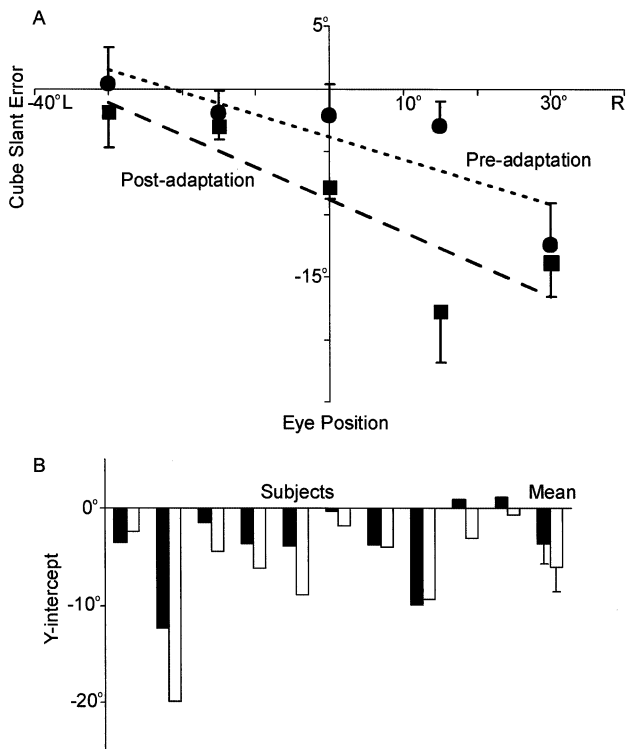 A
5°
Cube Slant Error
-40°L
10°
30°
R
Pre-adaptation
Post-adaptation
-15°
Eye Position
B
Subjects
Mean
0°
-10°
-20°
Y-intercept